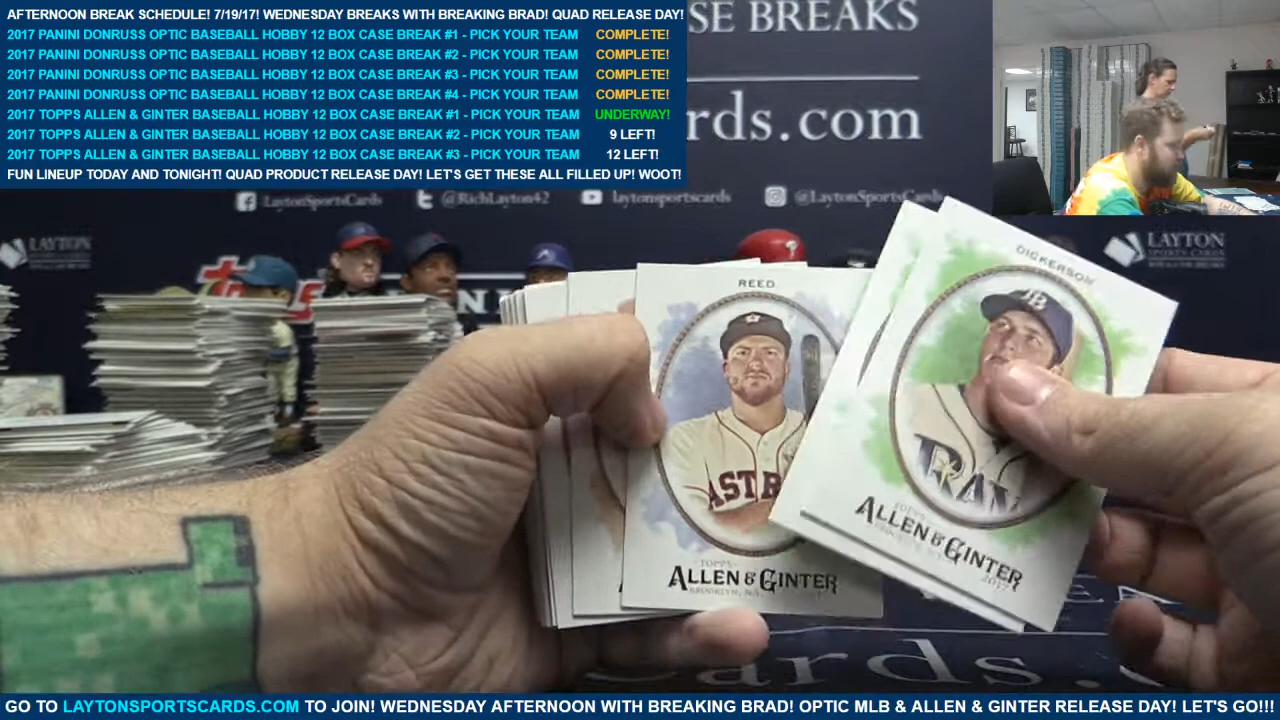 AFTERNOON BREAK SCHEDULE! 7/19/17! WEDNESDAY BREAKS WITH BREAKING BRAD! QUAD RELEASE DAY!
2017 PANINI DONRUSS OPTIC BASEBALL HOBBY 12 BOX CASE BREAK #1 - PICK YOUR TEAM COMPLETE!
2017 PANINI DONRUSS OPTIC BASEBALL HOBBY 12 BOX CASE BREAK #2 - PICK YOUR TEAM COMPLETE!
2017 PANINI DONRUSS OPTIC BASEBALL HOBBY 12 BOX CASE BREAK #3 - PICK YOUR TEAM COMPLETE!
2017 PANINI DONRUSS OPTIC BASEBALL HOBBY 12 BOX CASE BREAK #4 - PICK YOUR TEAM COMPLETE!
2017 TOPPS ALLEN & GINTER BASEBALL HOBBY 12 BOX CASE BREAK #1 - PICK YOUR TEAM UNDERWAY!
2017 TOPPS ALLEN & GINTER BASEBALL HOBBY 12 BOX CASE BREAK #2 - PICK YOUR TEAM 9 LEFT!
2017 TOPPS ALLEN & GINTER BASEBALL HOBBY 12 BOX CASE BREAK #3 - PICK YOUR TEAM 12 LEFT!
FUN LINEUP TODAY AND TONIGHT! QUAD PRODUCT RELEASE DAY! LET'S GET THESE ALL FILLED UP! WOOT!
SE BREAKS
rds.com
/LaytonSportsCards @RichLayton42 laytonsportscards @LaytonSportsCards
LAYTON
LAYTON
SPORTS CARDS
REED
ASTR
TOPPS
ALLEN & GINTER
DICKERSON
TB
RAN
TOPPS
ALLEN & GINTER
2017
ards.com
GO TO LAYTONSPORTSCARDS.COM TO JOIN! WEDNESDAY AFTERNOON WITH BREAKING BRAD! OPTIC MLB & ALLEN & GINTER RELEASE DAY! LET'S GO!!!